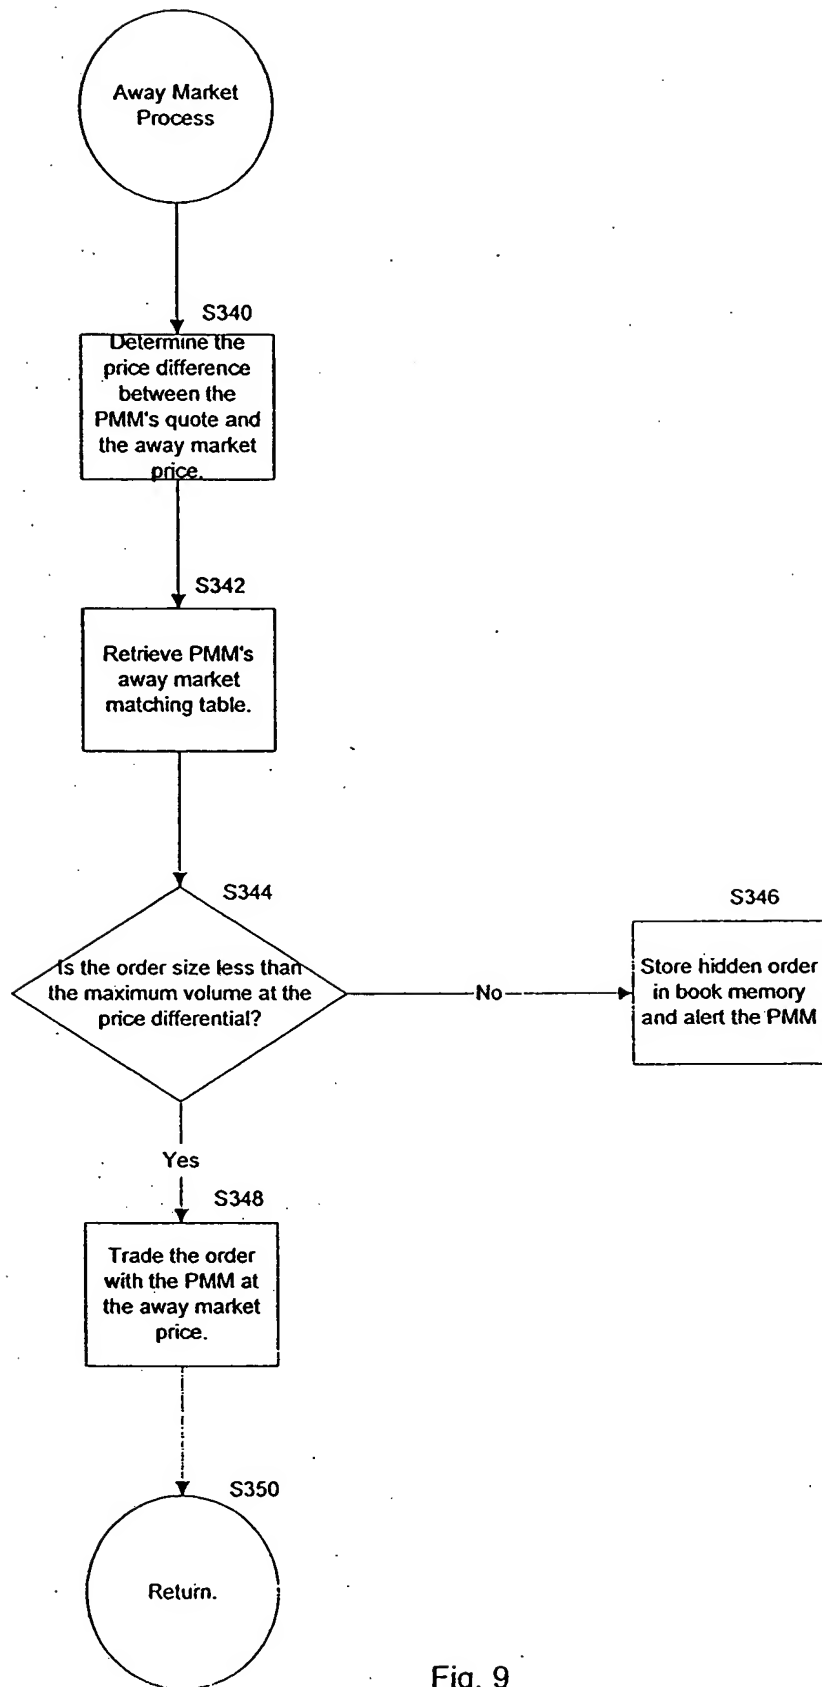 Away Market
Process
S340
Determine the
price difference
between the
PMM's quote and
the away market
price.
S342
Retrieve PMM's
away market
matching table.
S344
Is the order size less than
the maximum volume at the
price differential?
No
S346
Store hidden order
in book memory
and alert the PMM
Yes
S348
Trade the order
with the PMM at
the away market
price.
S350
Return.
Fig. 9